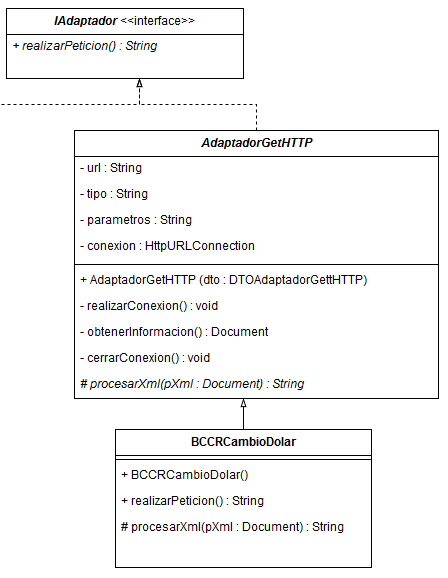 IAdaptador <<interface>>
+ realizarPeticion() : String
AdaptadorGetHTTP
- url : String
- tipo : String
- parametros : String
- conexion : HttpURLConnection
+ AdaptadorGetHTTP (dto : DTOAdaptadorGettHTTP)
- realizarConexion() : void
- obtenerInformacion() : Document
- cerrarConexion() : void
# procesarXml(pXml : Document) : String
BCCRCambioDolar
+ BCCRCambioDolar()
+ realizarPeticion() : String
# procesarXml(pXml : Document) : String